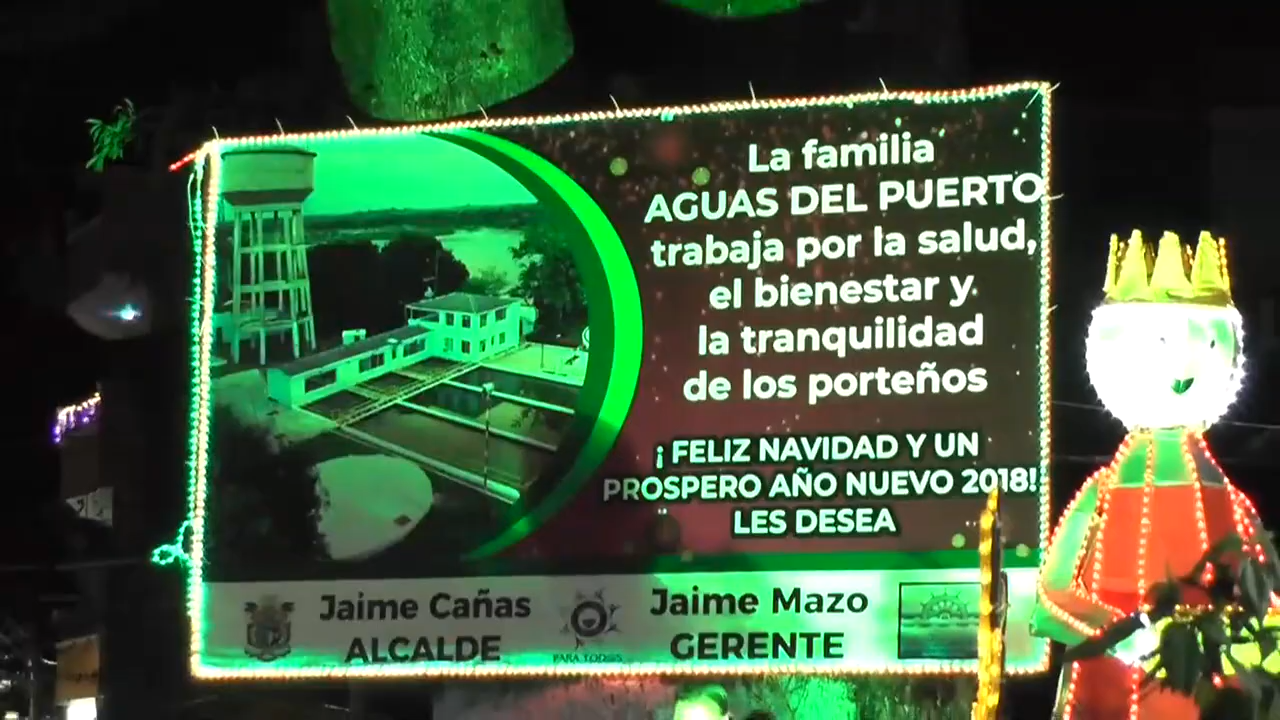 La familia
AGUAS DEL PUERTO
trabaja por la salud,
el bienestar y
la tranquilidad
de los porteños
¡ FELIZ NAVIDAD Y UN
PROSPERO AÑO NUEVO 2018!
LES DESEA
Jaime Cañas
ALCALDE
PARA TODOS
Jaime Mazo
GERENTE